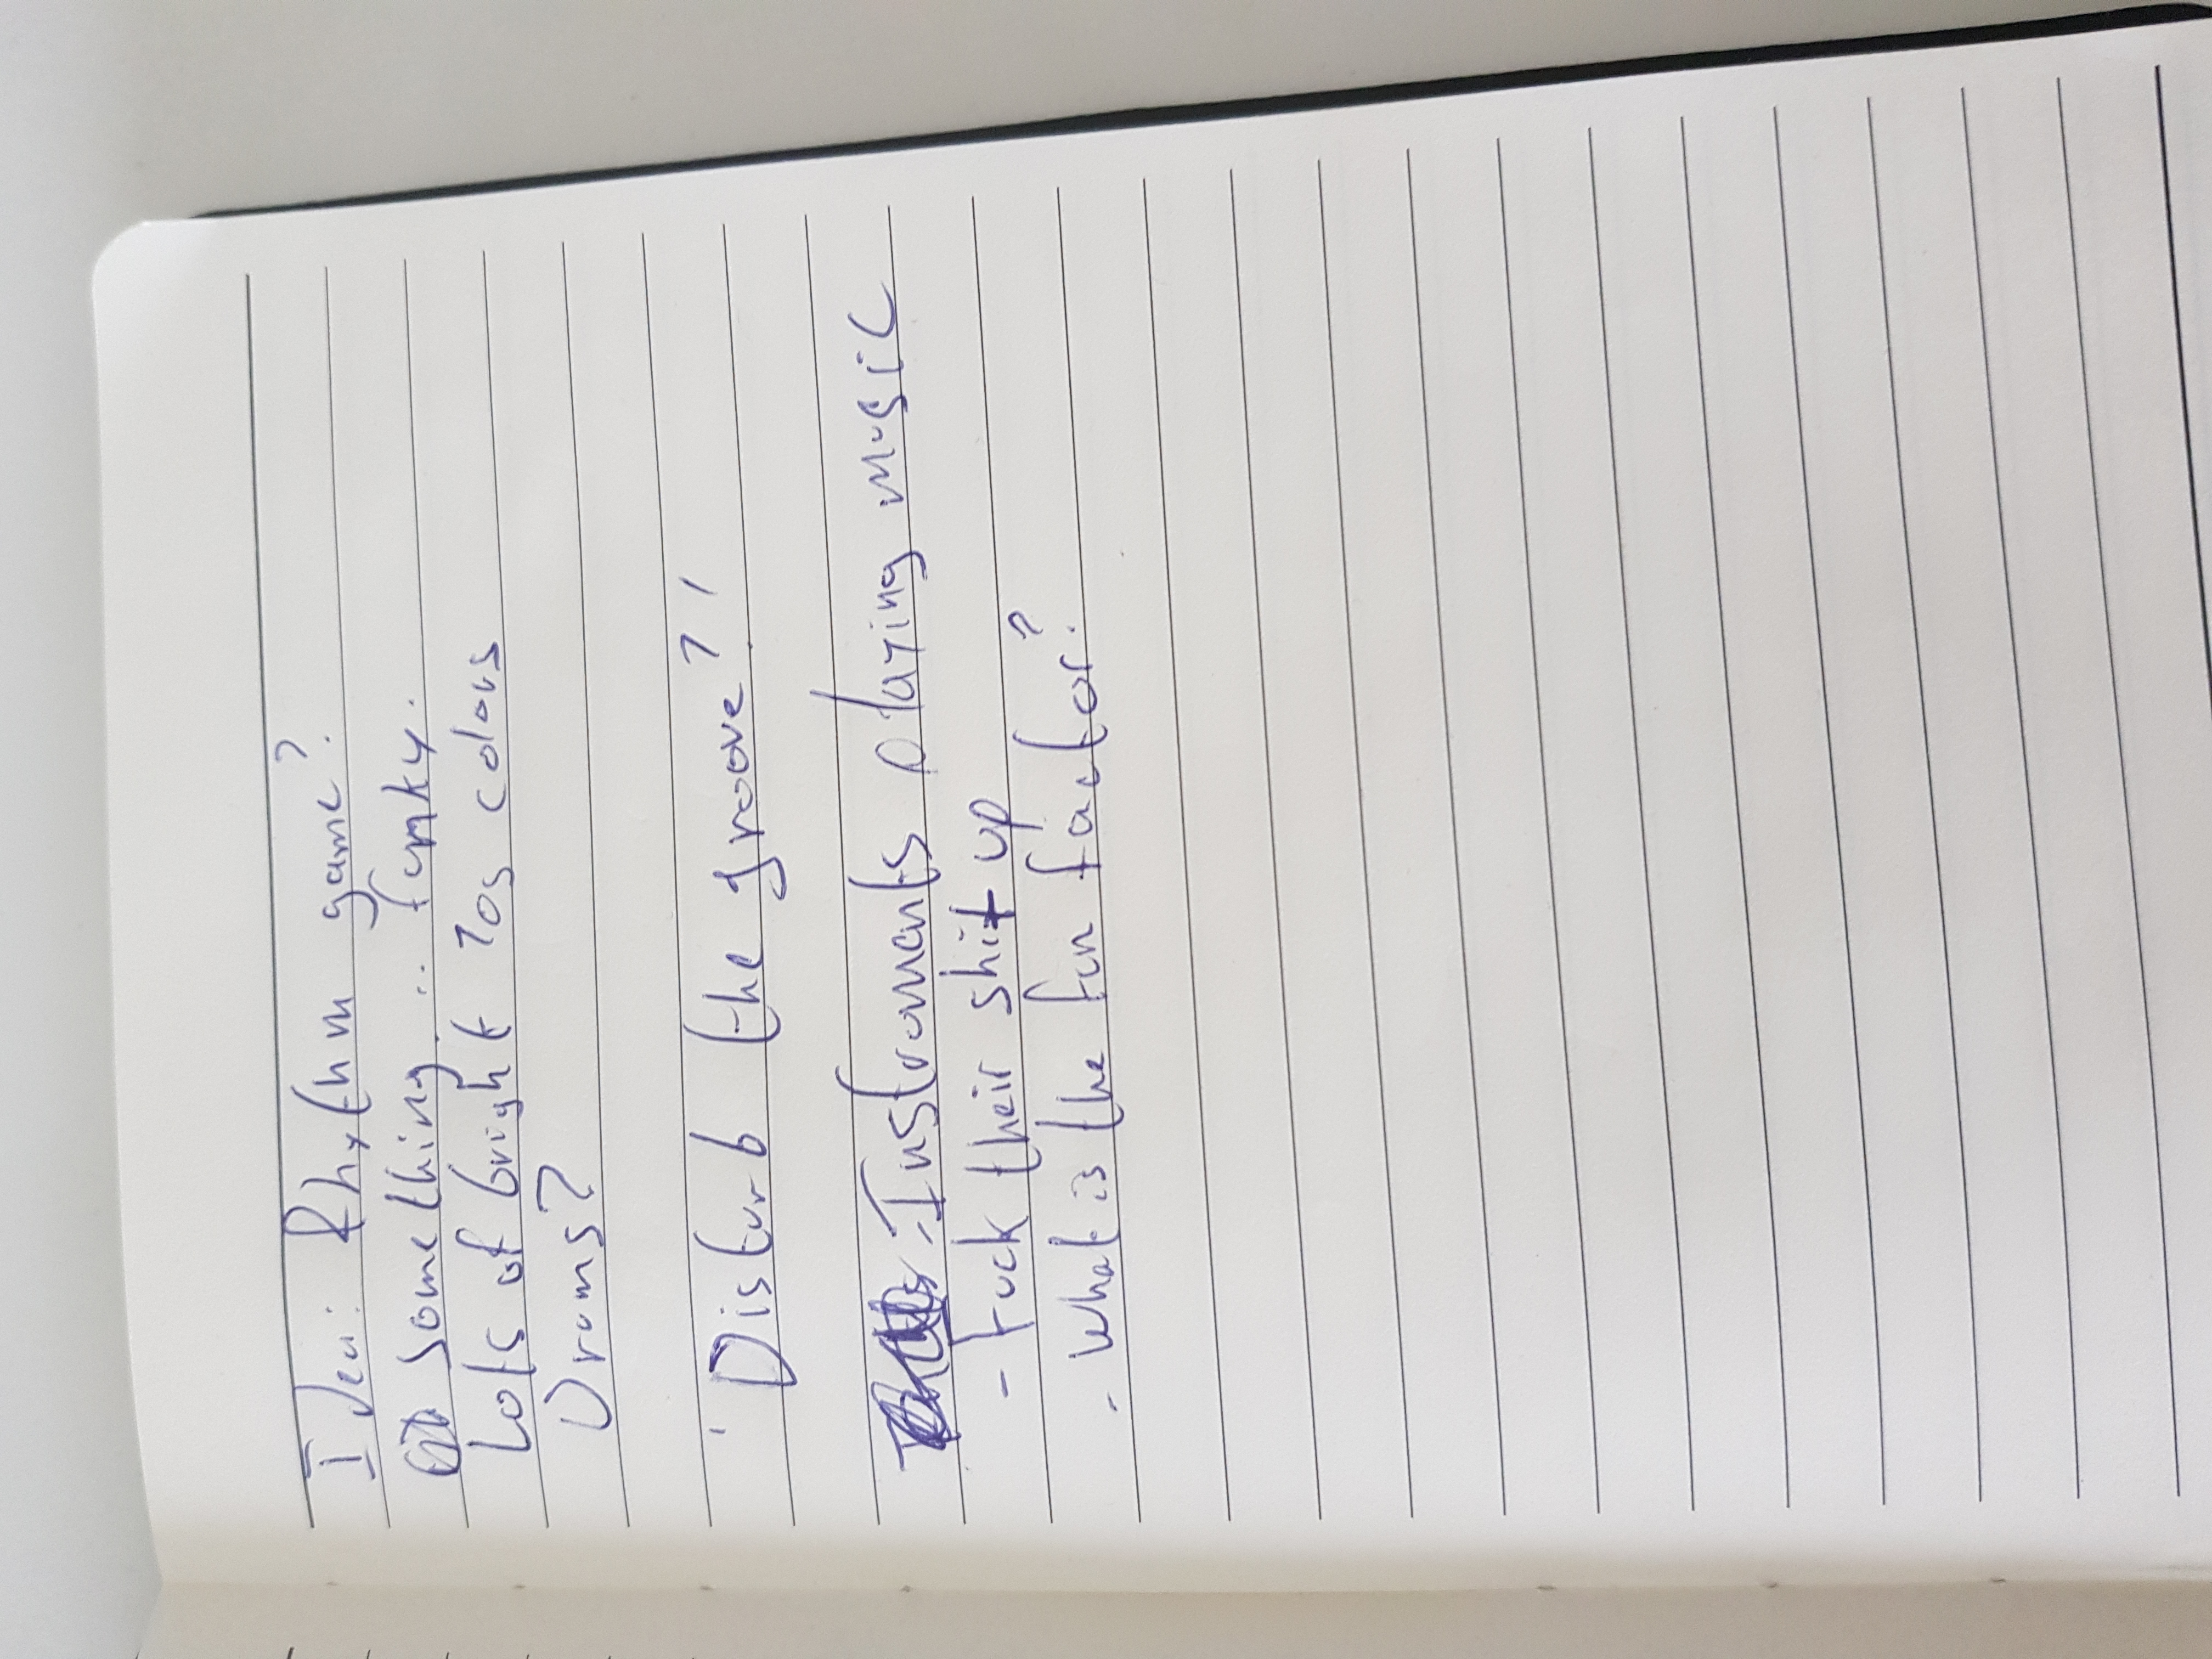 Idea: Rhythm game?
Something... funky.
Lots of bright 70s colours
Drums?
'Disturb the groove?'
- Instruments playing music
- Fuck their shit up
- What is the fun factor?